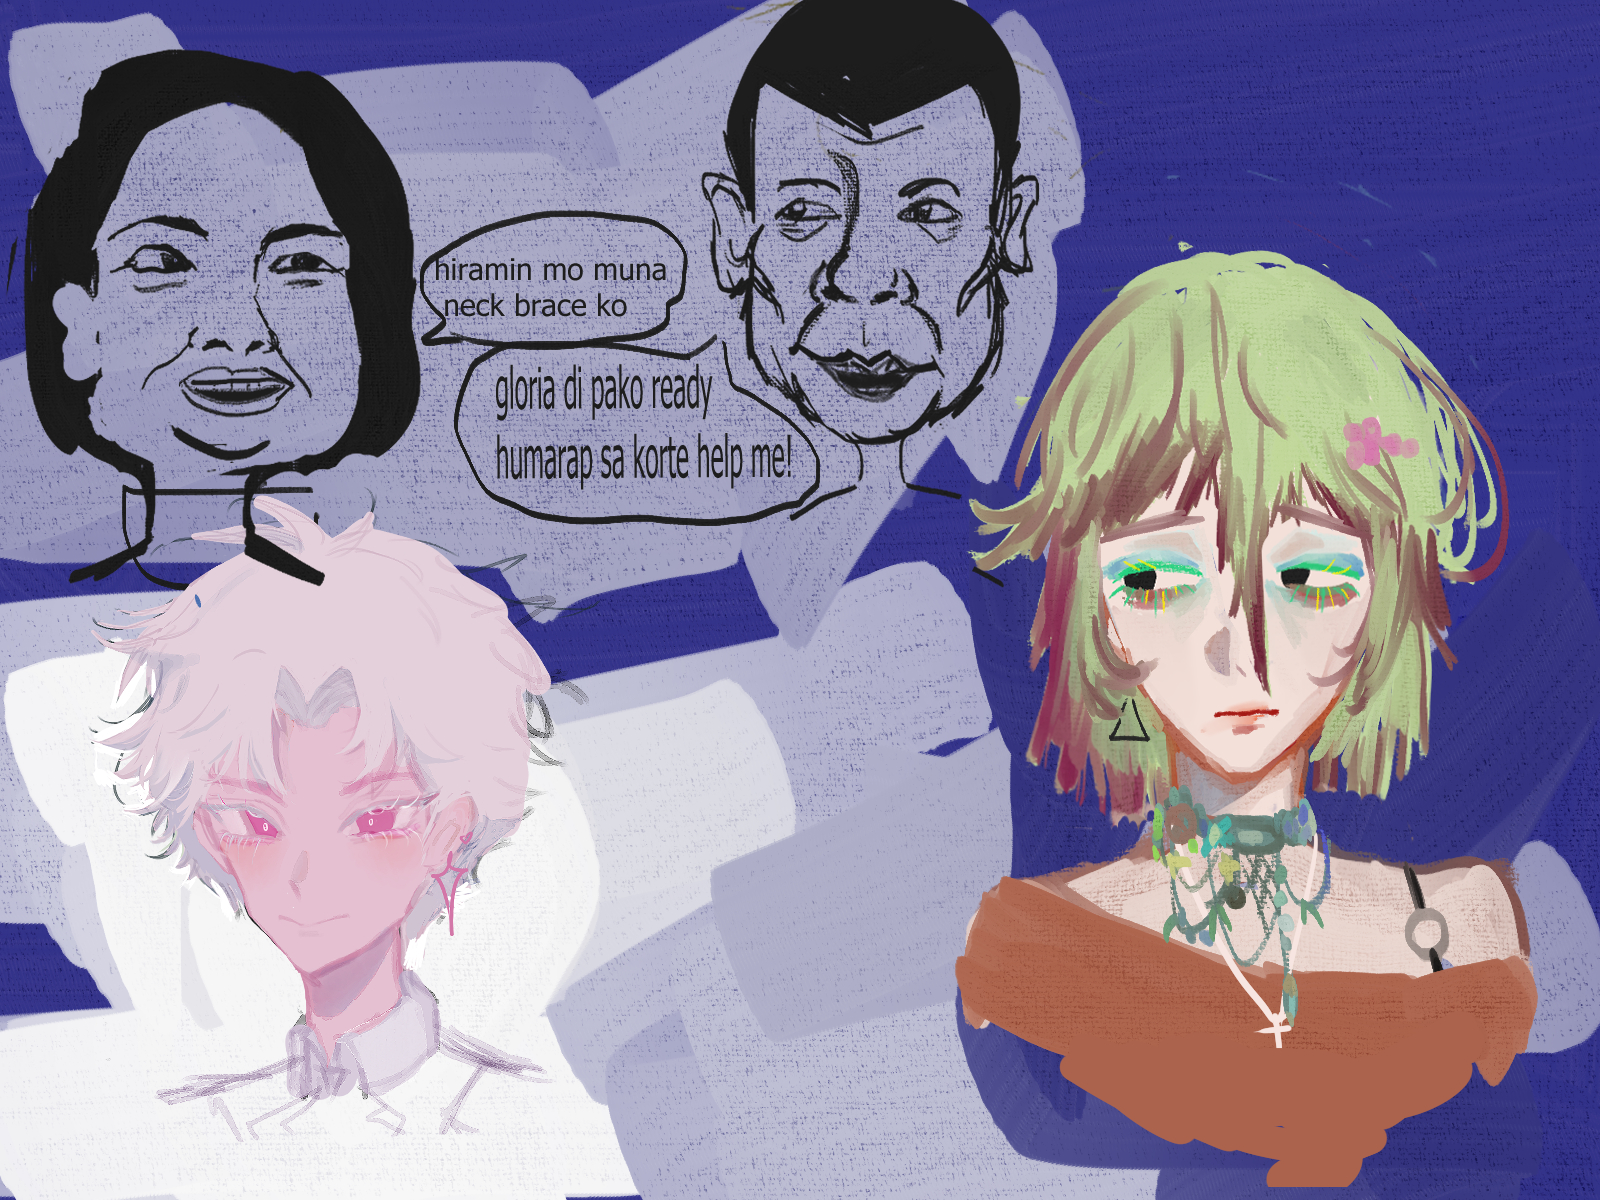 hiramin mo muna
neck brace ko
gloria di pako ready
humarap sa korte help me!